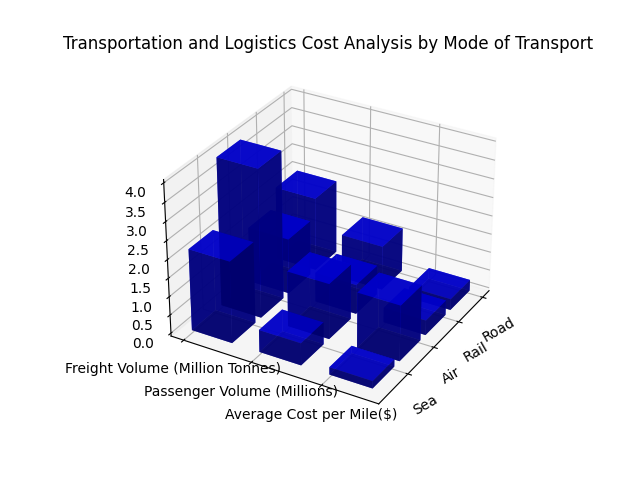 Transportation and Logistics Cost Analysis by Mode of Transport
4.0
3.5
3.0
2.5
2.0
1.5
1.0
0.5
0.0
Freight Volume (Million Tonnes)
Passenger Volume (Millions)
Average Cost per Mile($)
Road
Rail
Air
Sea